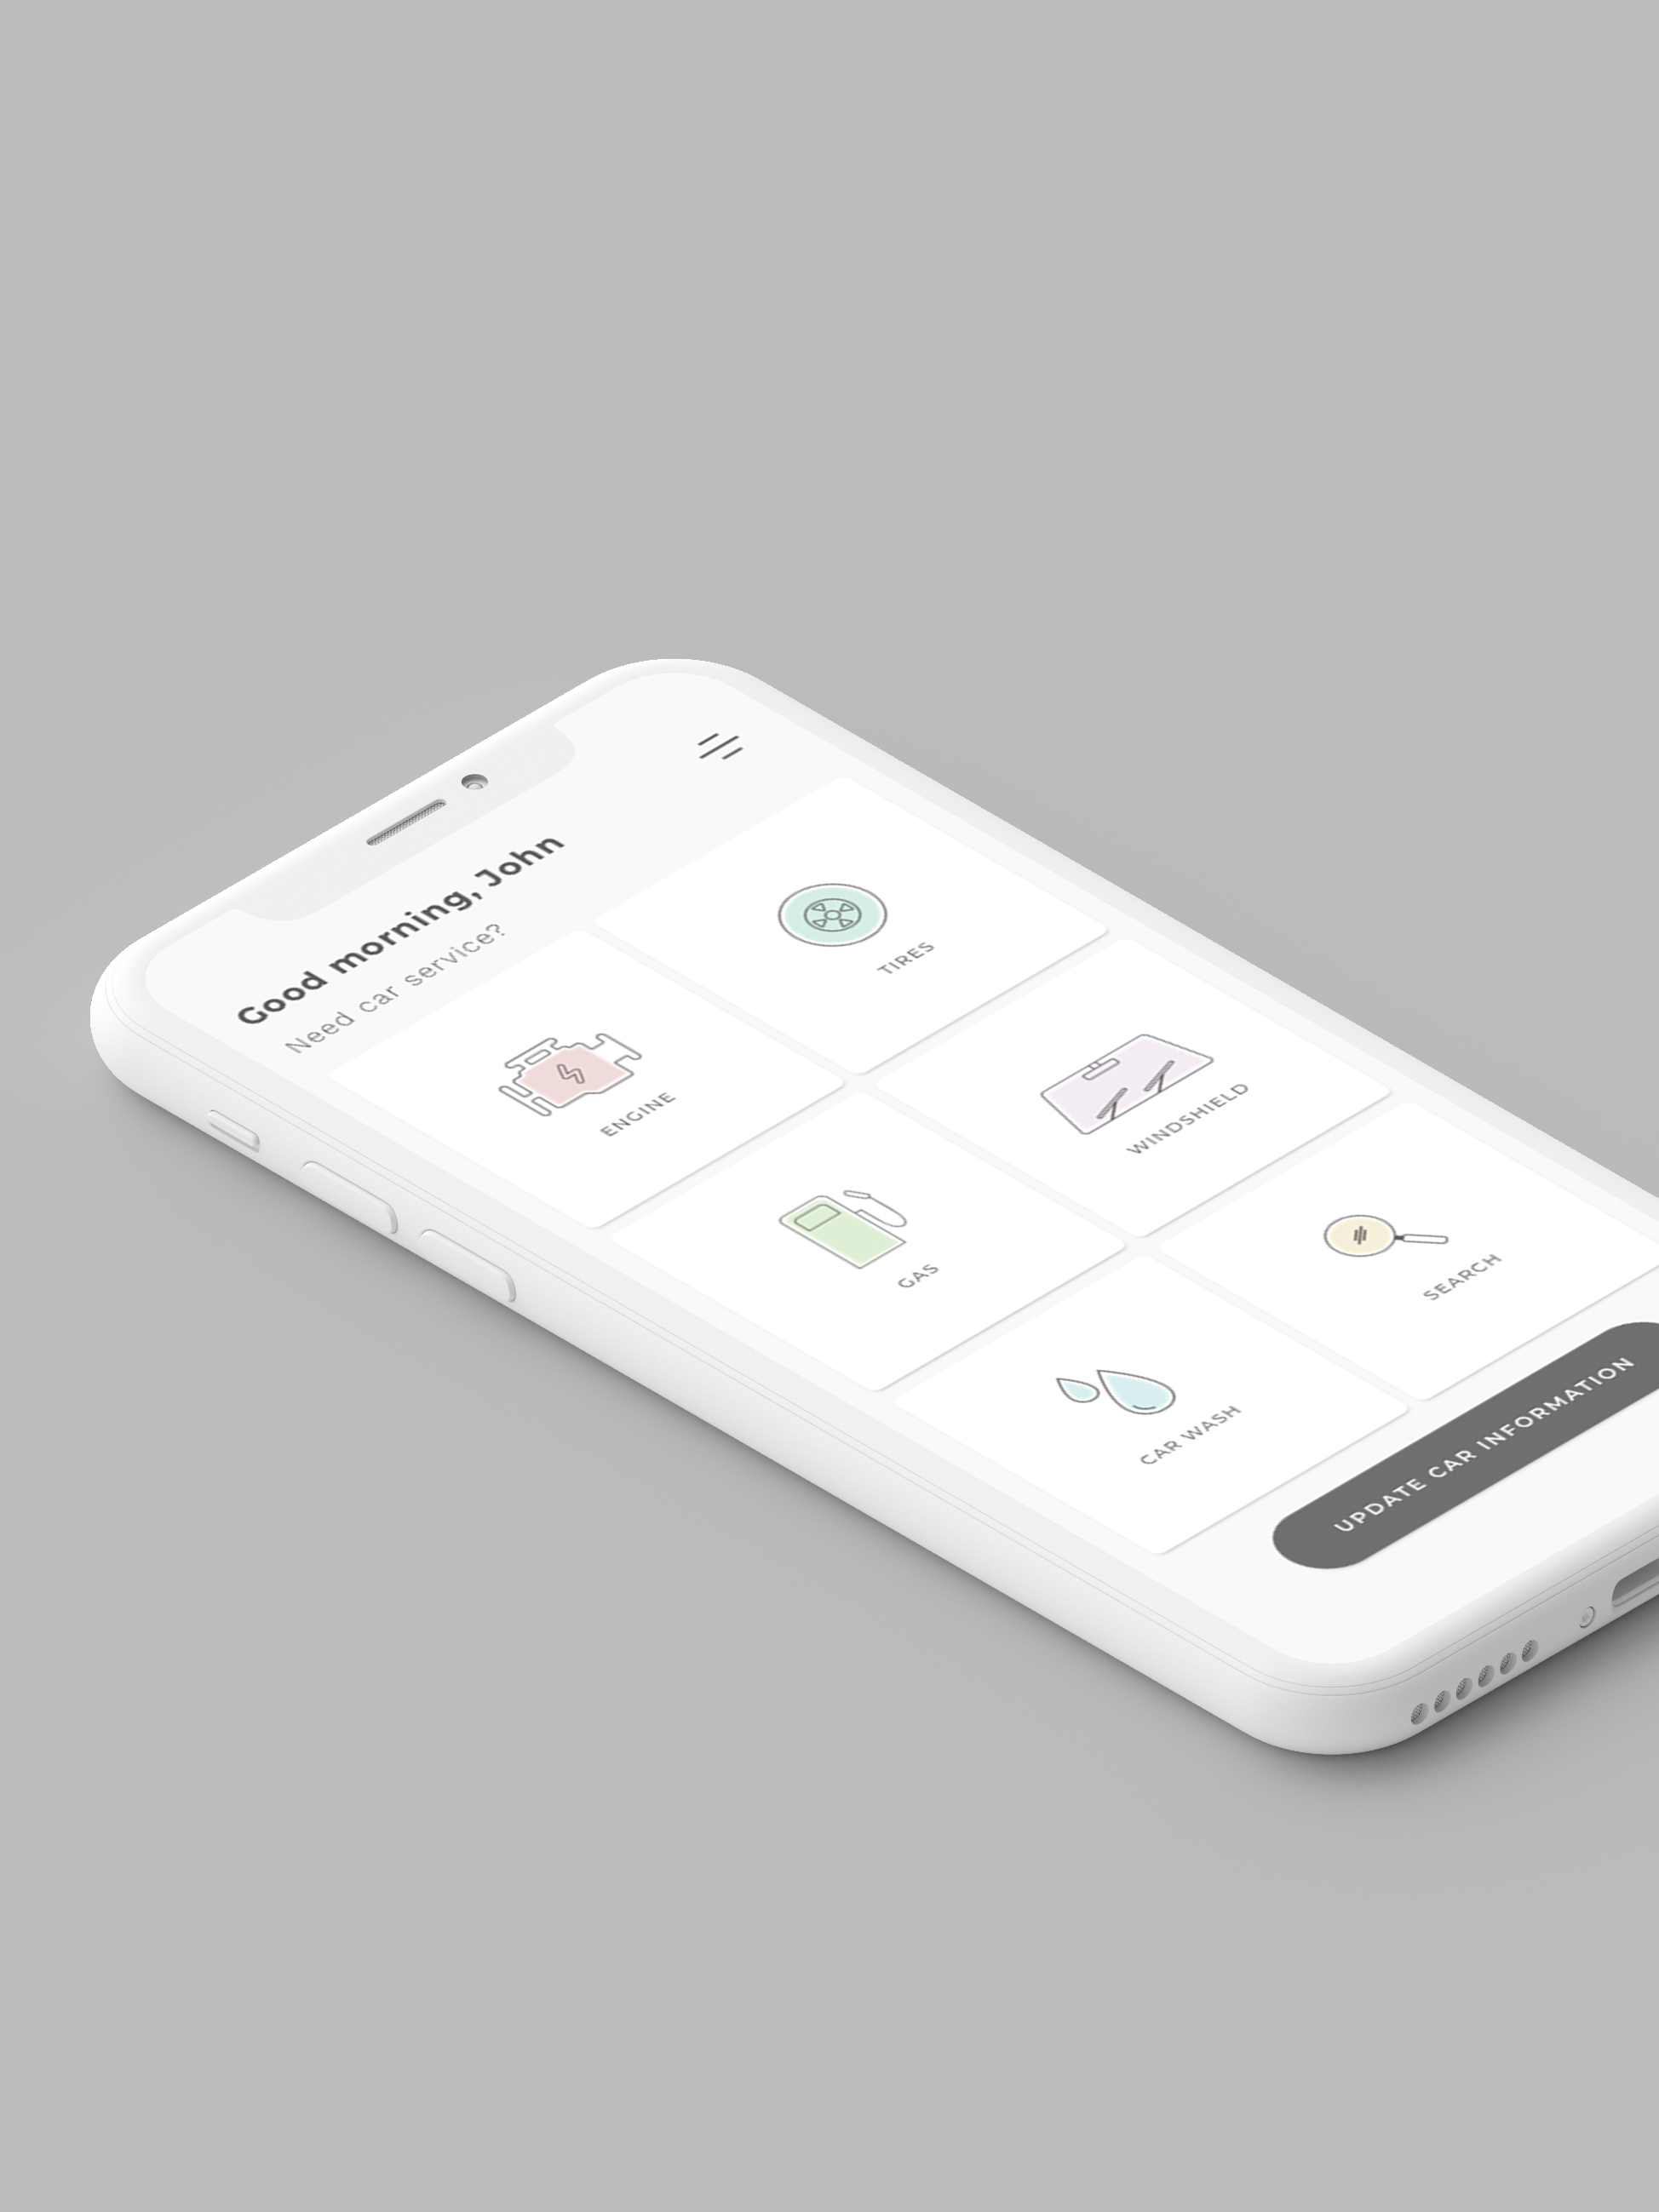 Good morning, John
Need car service?
ENGINE
TIRES
GAS
WINDSHIELD
CAR WASH
SEARCH
UPDATE CAR INFORMATION